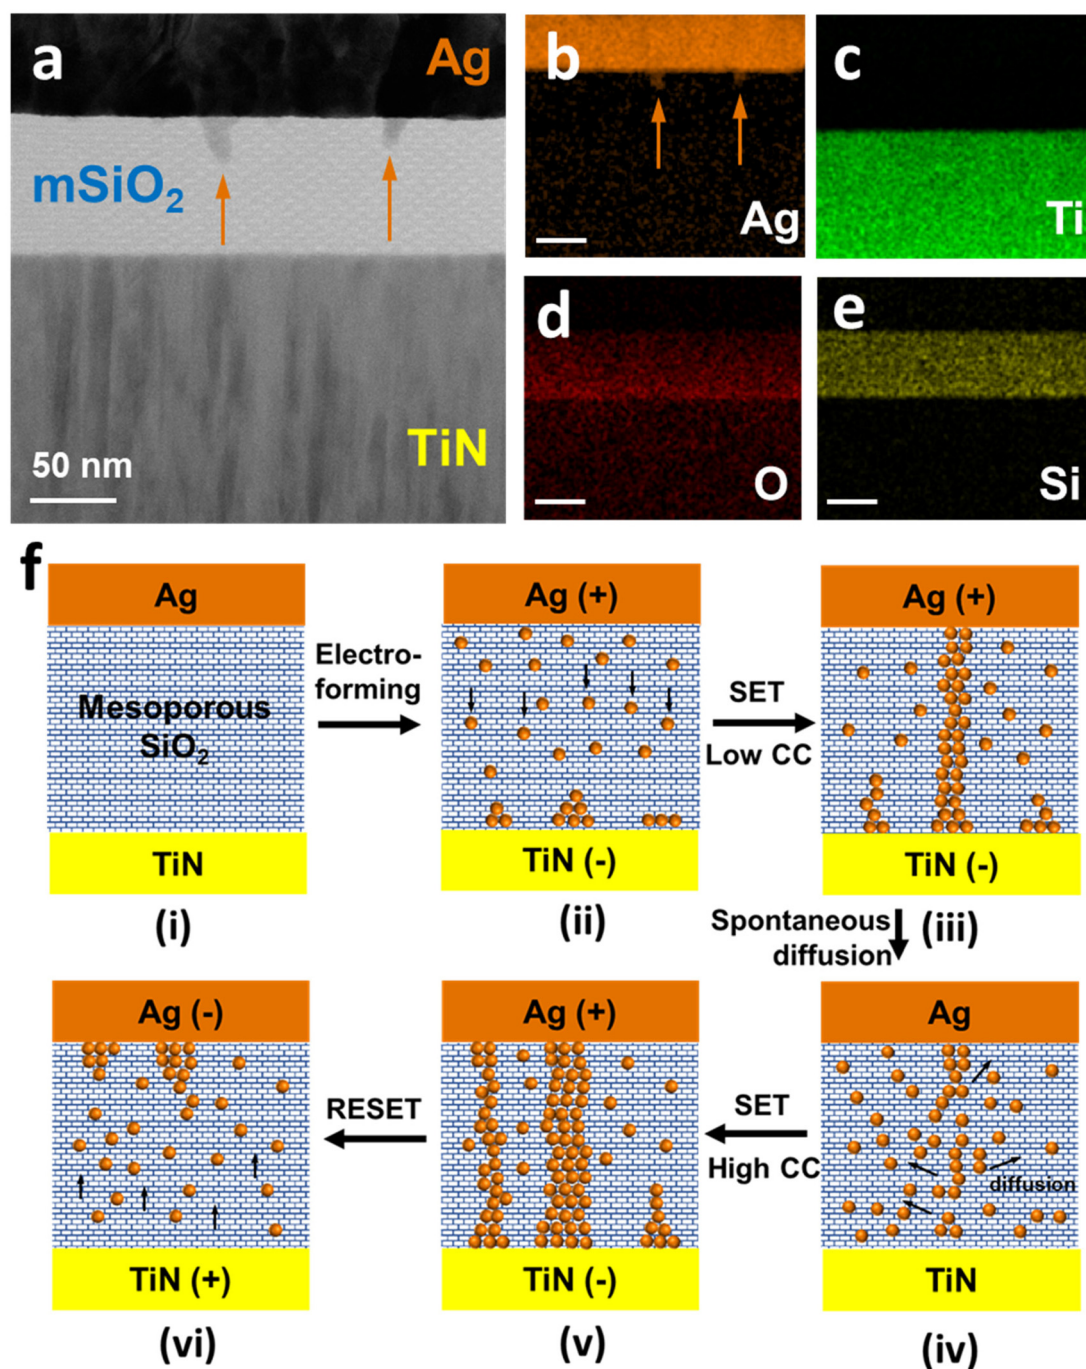 a
Ag
mSiO₂
TiN
50 nm
b
Ag
c
Ti
d
O
e
Si
f
Ag
Mesoporous
SiO₂
TiN
(i)
Electro-
forming
Ag (+)
TiN (-)
(ii)
SET
Low CC
Ag (+)
TiN (-)
(iii)
Spontaneous
diffusion
Ag
diffusion
TiN
(iv)
SET
High CC
Ag (+)
TiN (-)
(v)
RESET
Ag (-)
TiN (+)
(vi)